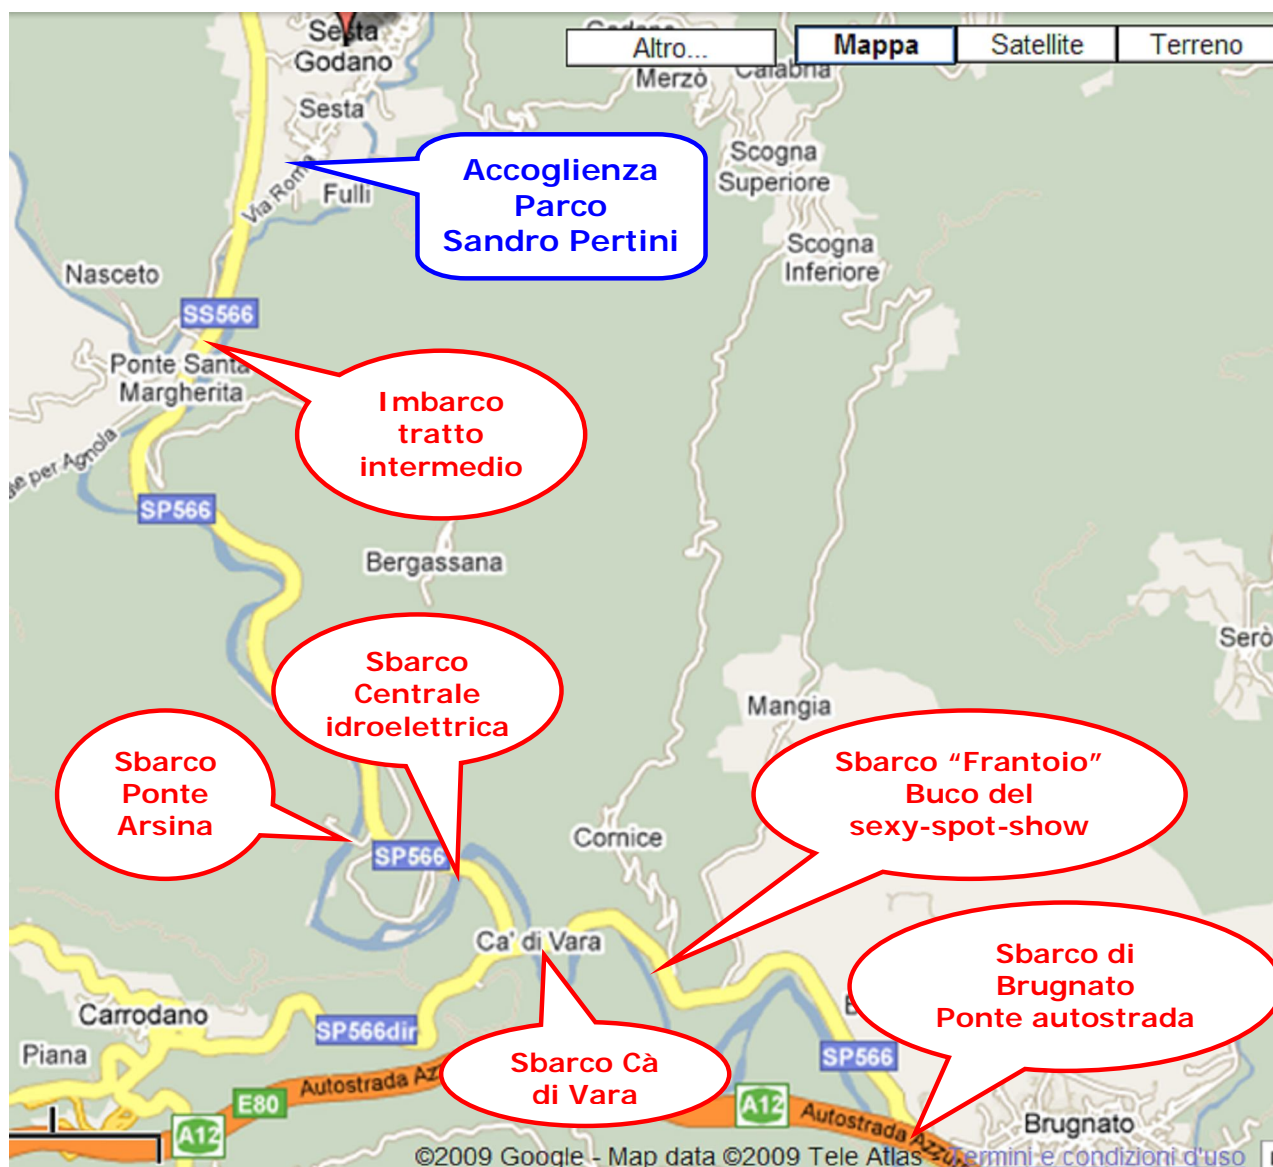 Sesta
Godano
Altro...
Mappa
Satellite
Terreno
Merzò
Calabria
Sesta
Via Roma
Fulli
Accoglienza
Parco
Sandro Pertini
Scogna
Superiore
Scogna
Inferiore
Nasceto
SS566
Ponte Santa
Margherita
Imbarco
tratto
intermedio
per Agnola
SP566
Bergassana
Serò
Sbarco
Centrale
idroelettrica
Mangia
Sbarco
Ponte
Arsina
Sbarco “Frantoio”
Buco del
sexy-spot-show
Cornice
SP566
Ca' di Vara
Sbarco di
Brugnato
Ponte autostrada
Carrodano
SP566dir
Piana
Sbarco Cà
di Vara
SP566
Autostrada
E80
A12
A12
Autostrada
Brugnato
©2009 Google - Map data ©2009 Tele Atlas
Termini e condizioni d'uso